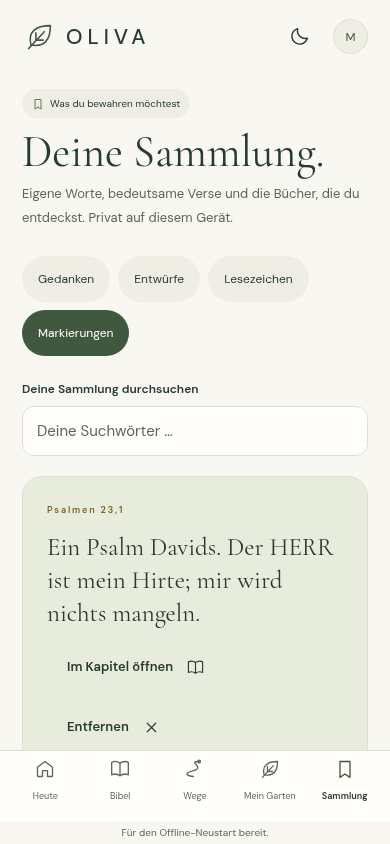 OLIVA
M
Was du bewahren möchtest
Deine Sammlung.
Eigene Worte, bedeutsame Verse und die Bücher, die du
entdeckst. Privat auf diesem Gerät.
Gedanken
Entwürfe
Lesezeichen
Markierungen
Deine Sammlung durchsuchen
Deine Suchwörter ...
Psalmen 23,1
Ein Psalm Davids. Der HERR
ist mein Hirte; mir wird
nichts mangeln.
Im Kapitel öffnen
Entfernen
Heute
Bibel
Wege
Mein Garten
Sammlung
Für den Offline-Neustart bereit.